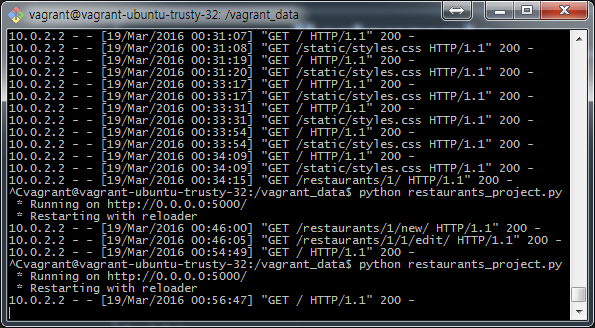 vagrant@vagrant-ubuntu-trusty-32: /vagrant_data
10.0.2.2 - - [19/Mar/2016 00:31:07] "GET / HTTP/1.1" 200 -
10.0.2.2 - - [19/Mar/2016 00:31:08] "GET /static/styles.css HTTP/1.1" 200 -
10.0.2.2 - - [19/Mar/2016 00:31:19] "GET / HTTP/1.1" 200 -
10.0.2.2 - - [19/Mar/2016 00:31:20] "GET /static/styles.css HTTP/1.1" 200 -
10.0.2.2 - - [19/Mar/2016 00:33:17] "GET / HTTP/1.1" 200 -
10.0.2.2 - - [19/Mar/2016 00:33:17] "GET /static/styles.css HTTP/1.1" 200 -
10.0.2.2 - - [19/Mar/2016 00:33:31] "GET / HTTP/1.1" 200 -
10.0.2.2 - - [19/Mar/2016 00:33:31] "GET /static/styles.css HTTP/1.1" 200 -
10.0.2.2 - - [19/Mar/2016 00:33:54] "GET / HTTP/1.1" 200 -
10.0.2.2 - - [19/Mar/2016 00:33:54] "GET /static/styles.css HTTP/1.1" 200 -
10.0.2.2 - - [19/Mar/2016 00:34:09] "GET / HTTP/1.1" 200 -
10.0.2.2 - - [19/Mar/2016 00:34:09] "GET /static/styles.css HTTP/1.1" 200 -
10.0.2.2 - - [19/Mar/2016 00:34:15] "GET /restaurants/1/ HTTP/1.1" 200 -
^Cvagrant@vagrant-ubuntu-trusty-32:/vagrant_data$ python restaurants_project.py
 * Running on http://0.0.0.0:5000/
 * Restarting with reloader
10.0.2.2 - - [19/Mar/2016 00:46:00] "GET /restaurants/1/new/ HTTP/1.1" 200 -
10.0.2.2 - - [19/Mar/2016 00:46:05] "GET /restaurants/1/1/edit/ HTTP/1.1" 200 -
10.0.2.2 - - [19/Mar/2016 00:54:49] "GET / HTTP/1.1" 200 -
^Cvagrant@vagrant-ubuntu-trusty-32:/vagrant_data$ python restaurants_project.py
 * Running on http://0.0.0.0:5000/
 * Restarting with reloader
10.0.2.2 - - [19/Mar/2016 00:56:47] "GET / HTTP/1.1" 200 -